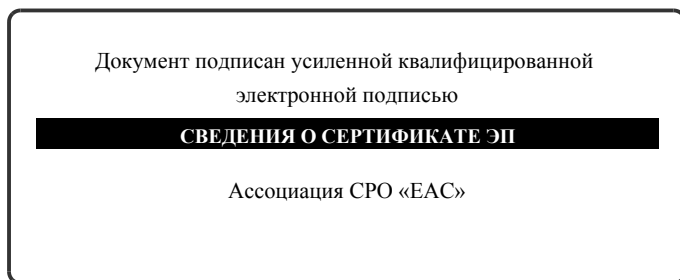 Документ подписан усиленной квалифицированной
электронной подписью
СВЕДЕНИЯ О СЕРТИФИКАТЕ ЭП
Ассоциация СРО «ЕАС»